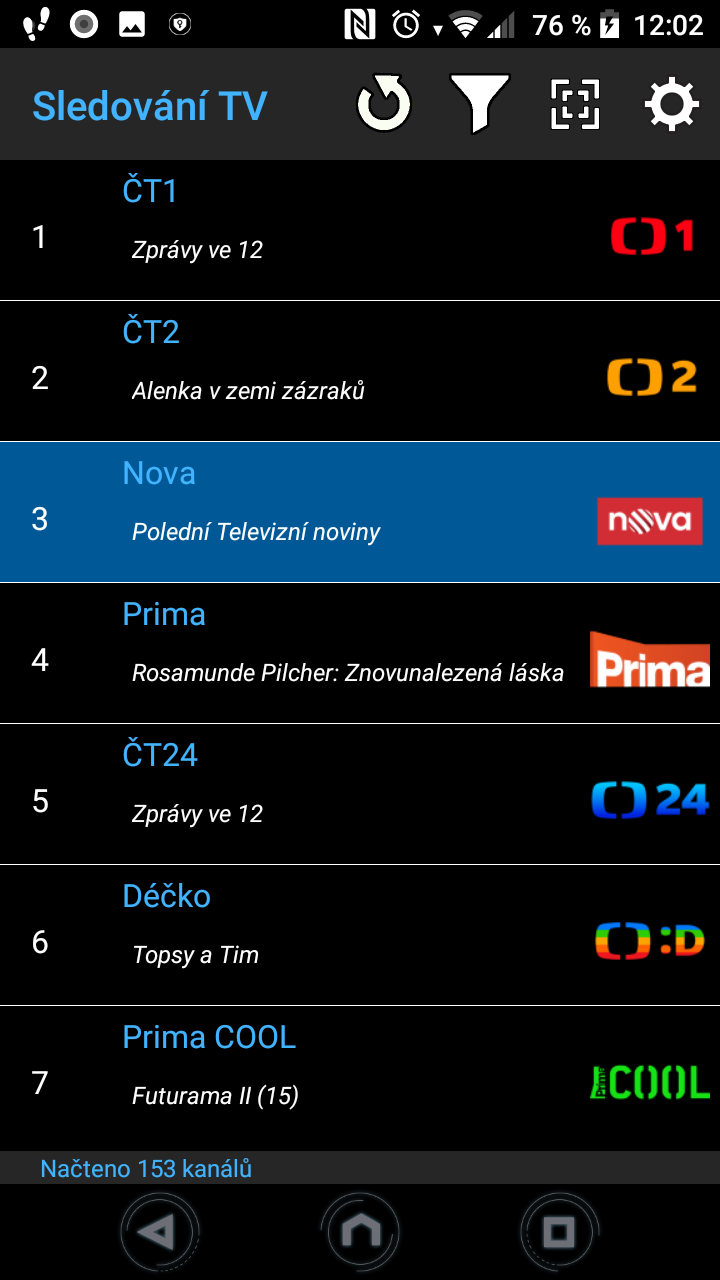 76 % 12:02
Sledování TV
ČT1
1
Zprávy ve 12
1
ČT2
2
Alenka v zemi zázraků
2
Nova
3
Polední Televizní noviny
nova
Prima
4
Rosamunde Pilcher: Znovunalezená láska
Prima
ČT24
5
Zprávy ve 12
24
Déčko
6
Topsy a Tim
:D
Prima COOL
7
Futurama II (15)
Prima COOL
Načteno 153 kanálů